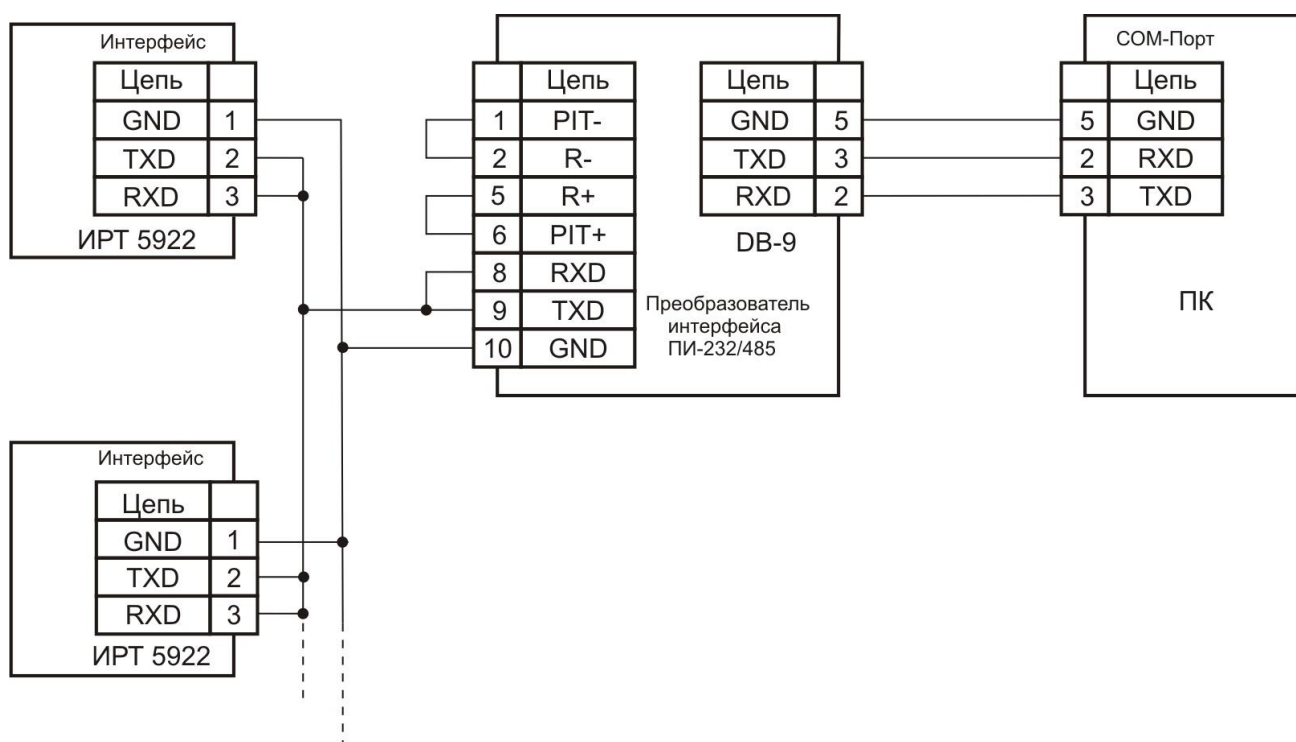 Интерфейс
Цепь
GND 1
TXD 2
RXD 3
ИРТ 5922
Цепь
1 PIT-
2 R-
5 R+
6 PIT+
8 RXD
9 TXD
10 GND
Цепь
GND 5
TXD 3
RXD 2
DB-9
Преобразователь
интерфейса
ПИ-232/485
COM-Порт
Цепь
5 GND
2 RXD
3 TXD
ПК
Интерфейс
Цепь
GND 1
TXD 2
RXD 3
ИРТ 5922